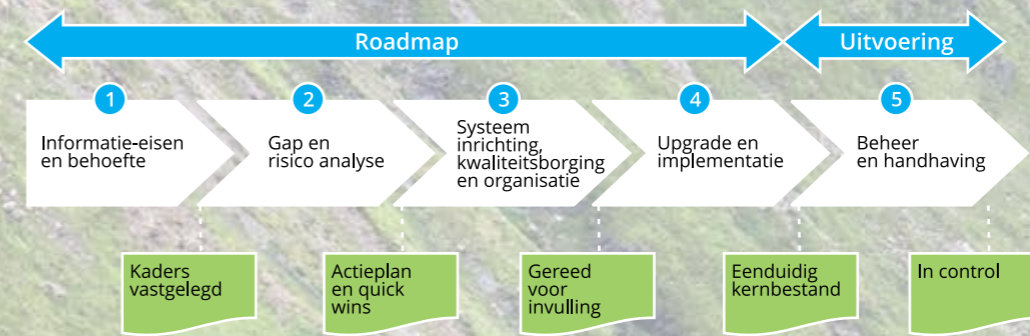 Roadmap
Uitvoering
1
2
3
4
5
Informatie-eisen
en behoefte
Gap en
risico analyse
Systeem
inrichting,
kwaliteitsborging
en organisatie
Upgrade en
implementatie
Beheer
en handhaving
Kaders
vastgelegd
Actieplan
en quick
wins
Gereed
voor
invulling
Eenduidig
kernbestand
In control